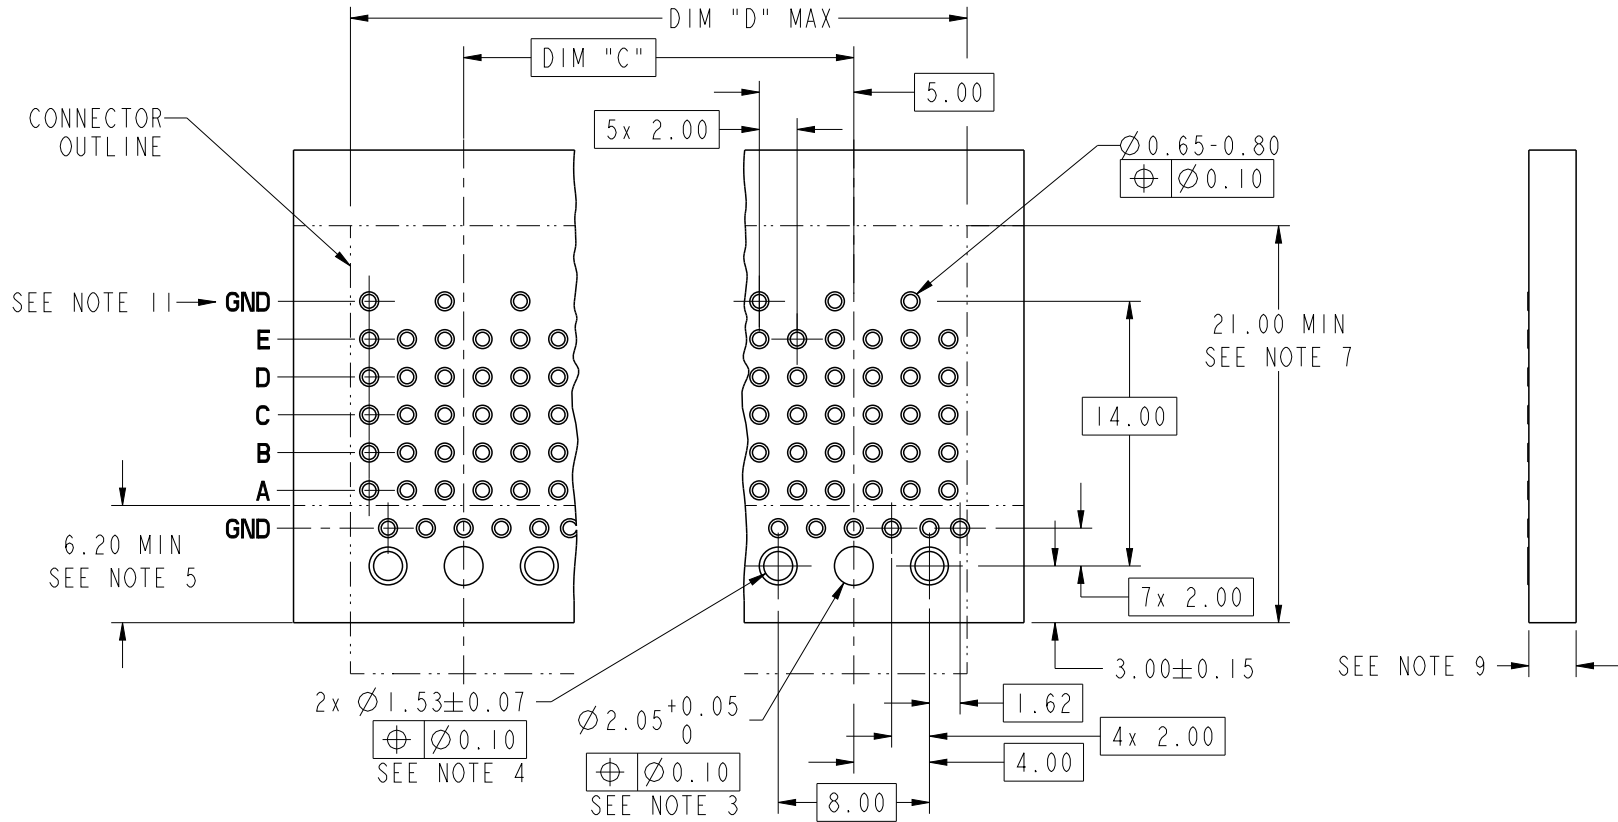 DIM "D" MAX
DIM "C"
5.00
5x 2.00
CONNECTOR
OUTLINE
Ø0.65-0.80
⌖ Ø0.10
SEE NOTE 11
GND
E
D
C
B
A
GND
21.00 MIN
SEE NOTE 7
14.00
6.20 MIN
SEE NOTE 5
7x 2.00
3.00±0.15
SEE NOTE 9
2x Ø1.53±0.07
⌖ Ø0.10
SEE NOTE 4
Ø2.05 +0.05
0
⌖ Ø0.10
SEE NOTE 3
1.62
4x 2.00
4.00
8.00